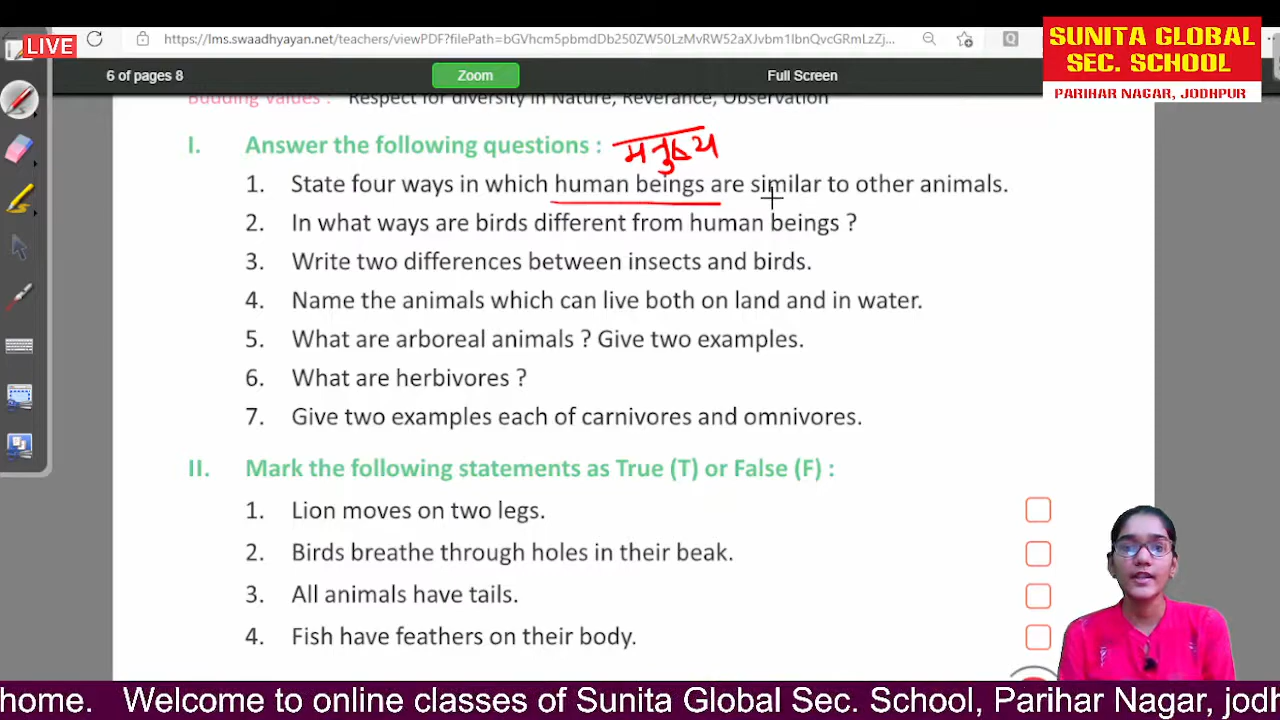 LIVE
https://lms.swaadhyayan.net/teachers/viewPDF?filePath=bGVhcm5pbmdDb250ZW50LzMvRW52aXJvbm1lbnQvcGRmLzZj...
SUNITA GLOBAL
SEC. SCHOOL
PARIHAR NAGAR, JODHPUR
6 of pages 8
Zoom
Full Screen
Budding Values : Respect for diversity in Nature, Reverance, Observation
I. Answer the following questions :
मनुष्य
1. State four ways in which human beings are similar to other animals.
2. In what ways are birds different from human beings ?
3. Write two differences between insects and birds.
4. Name the animals which can live both on land and in water.
5. What are arboreal animals ? Give two examples.
6. What are herbivores ?
7. Give two examples each of carnivores and omnivores.
II. Mark the following statements as True (T) or False (F) :
1. Lion moves on two legs.
2. Birds breathe through holes in their beak.
3. All animals have tails.
4. Fish have feathers on their body.
home. Welcome to online classes of Sunita Global Sec. School, Parihar Nagar, jodh